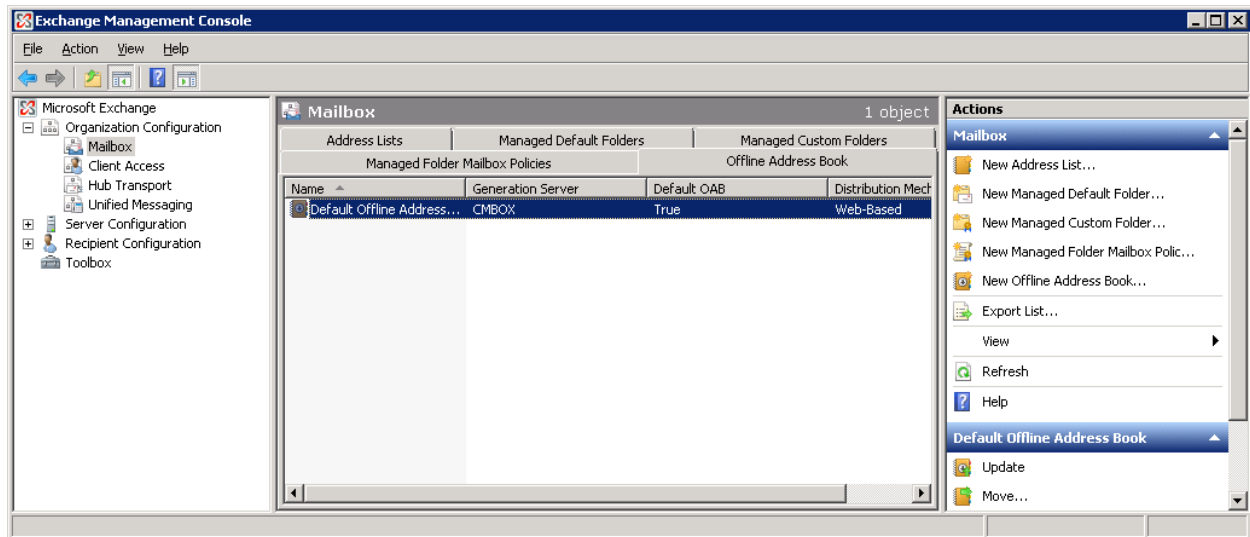 Exchange Management Console
File Action View Help
Microsoft Exchange
Organization Configuration
Mailbox
Client Access
Hub Transport
Unified Messaging
Server Configuration
Recipient Configuration
Toolbox
Mailbox 1 object
Address Lists Managed Default Folders Managed Custom Folders
Managed Folder Mailbox Policies Offline Address Book
Name Generation Server Default OAB Distribution Mech
Default Offline Address... CMBOX True Web-Based
Actions
Mailbox
New Address List...
New Managed Default Folder...
New Managed Custom Folder...
New Managed Folder Mailbox Polic...
New Offline Address Book...
Export List...
View
Refresh
Help
Default Offline Address Book
Update
Move...